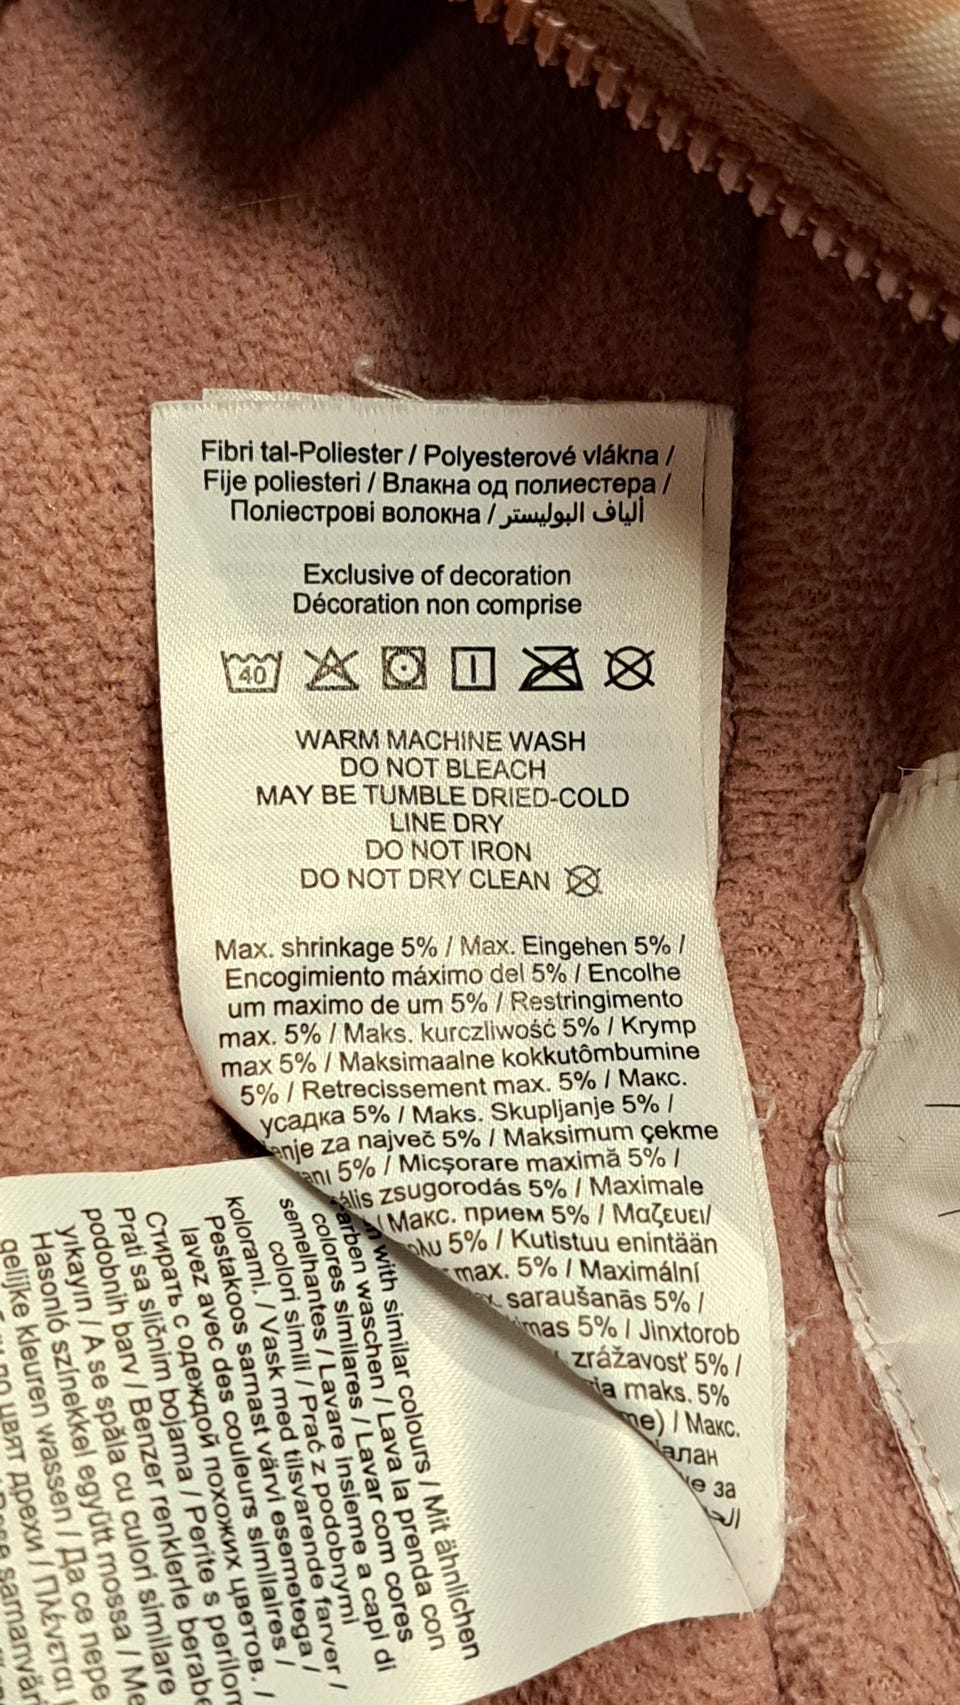 Fibri tal-Poliester / Polyesterové vlákna /
Fije poliesteri / Влакна од полиестера /
Поліестрові волокна / ألياف البوليستر
Exclusive of decoration
Décoration non comprise
40
WARM MACHINE WASH
DO NOT BLEACH
MAY BE TUMBLE DRIED-COLD
LINE DRY
DO NOT IRON
DO NOT DRY CLEAN
Max. shrinkage 5% / Max. Eingehen 5% /
Encogimiento máximo del 5% / Encolhe
um maximo de um 5% / Restringimento
max. 5% / Maks. kurczliwość 5% / Krymp
max 5% / Maksimaalne kokkutômbumine
5% / Retrecissement max. 5% / Макс.
усадка 5% / Maks. Skupljanje 5% /
za največ 5% / Maksimum çekme
5% / Micşorare maximă 5% /
zsugorodás 5% / Maximale
/ Макс. прием 5% / Μαζευει/
5% / Kutistuu enintään
max. 5% / Maximální
saraušanās 5% /
5% / Jinxtorob
zrážavosť 5% /
maks. 5%
/ Макс.
за
with similar colours / Mit ähnlichen
waschen / Lava la prenda con
colores similares / Lavar com cores
semelhantes / Lavare insieme a capi di
colori simili / Prać z podobnymi
kolorami. / Vask med tilsvarende farver /
Pestakoos sarnast värvi esemetega /
lavez avec des couleurs similaires /
Стирать с одеждой похожих цветов. /
Prati sa sličnim bojama / Perite s perilom
podobnih barv / Benzer renklerle
yıkayın / A se spăla cu culori similare
Hasonló színekkel együtt mossa /
gelijke kleuren wassen / Да се
по цвят дрехи / Πλένεται